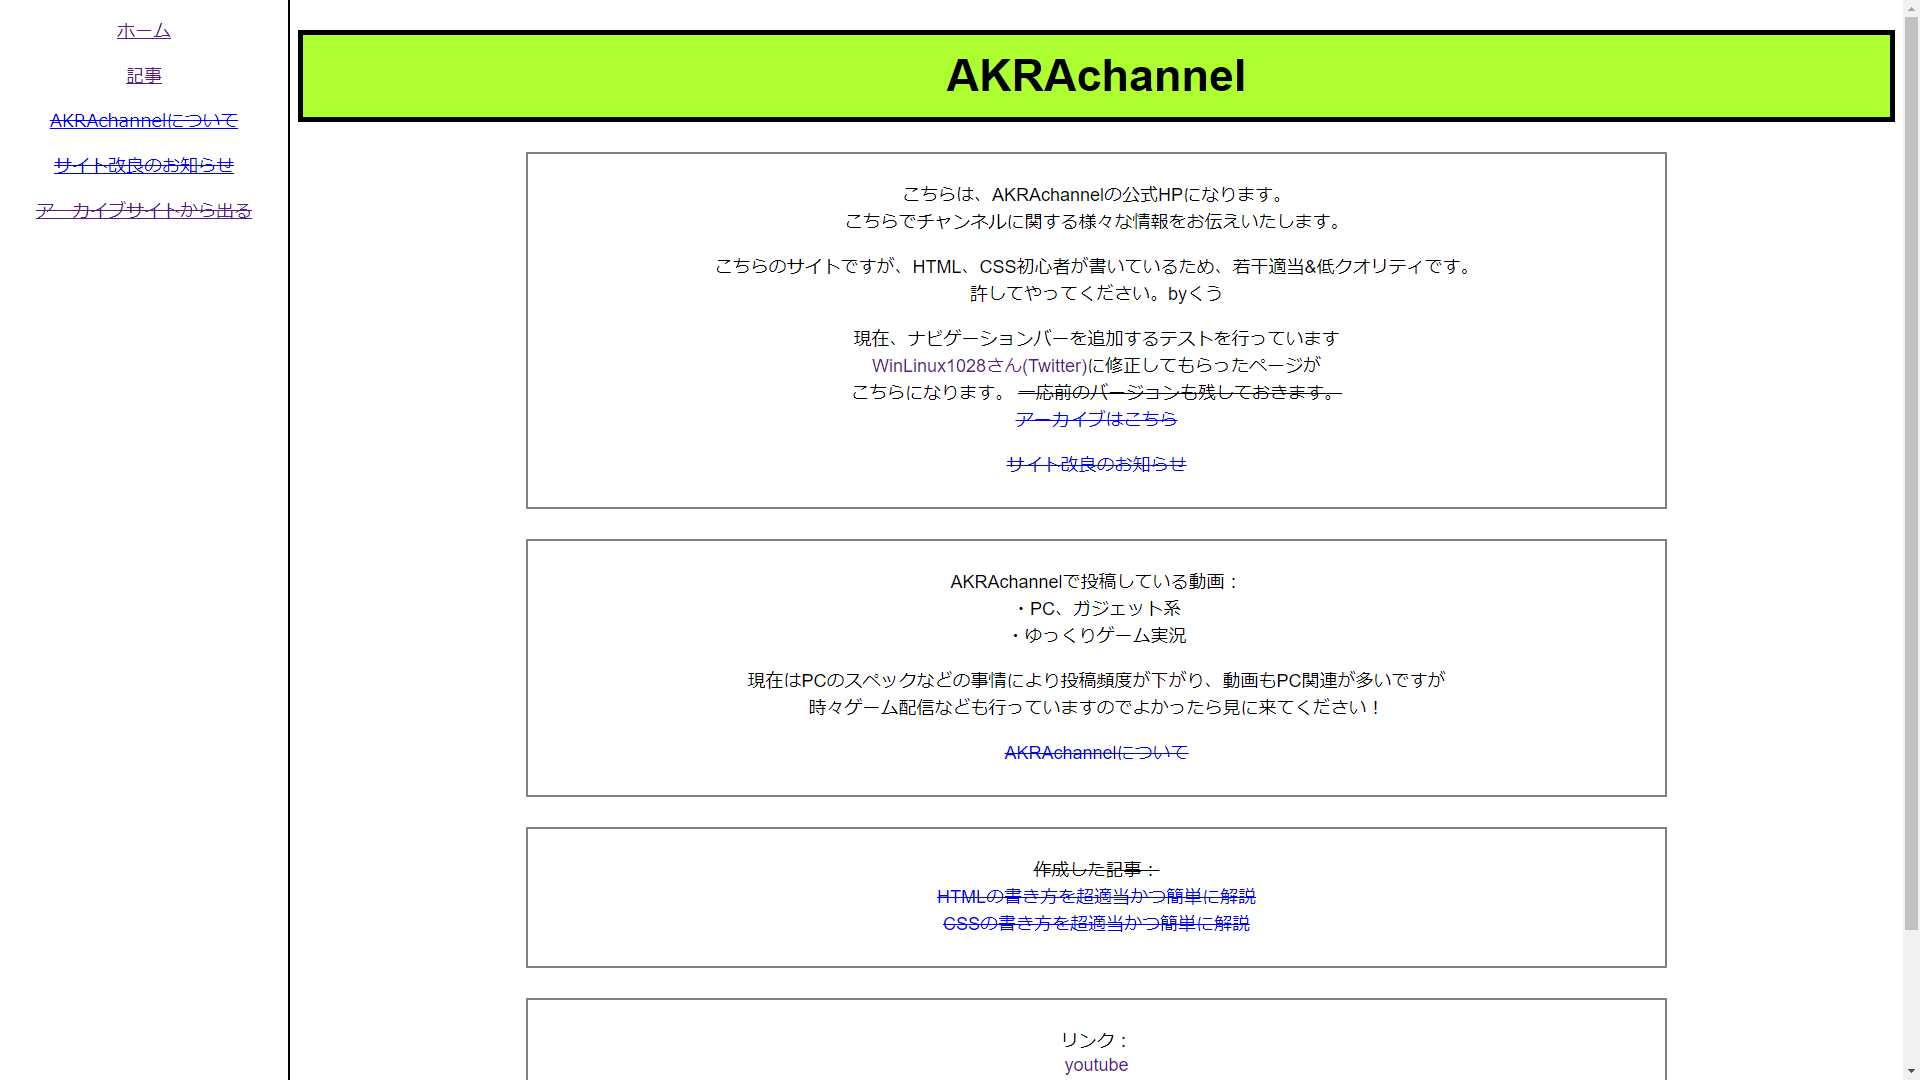 ホーム
記事
AKRAchannelについて
サイト改良のお知らせ
アーカイブサイトから出る
AKRAchannel
こちらは、AKRAchannelの公式HPになります。
こちらでチャンネルに関する様々な情報をお伝えいたします。
こちらのサイトですが、HTML、CSS初心者が書いているため、若干適当&低クオリティです。
許してやってください。byくう
現在、ナビゲーションバーを追加するテストを行っています
WinLinux1028さん(Twitter)に修正してもらったページが
こちらになります。 一応前のバージョンも残しておきます。
アーカイブはこちら
サイト改良のお知らせ
AKRAchannelで投稿している動画：
・PC、ガジェット系
・ゆっくりゲーム実況
現在はPCのスペックなどの事情により投稿頻度が下がり、動画もPC関連が多いですが
時々ゲーム配信なども行っていますのでよかったら見に来てください！
AKRAchannelについて
作成した記事：
HTMLの書き方を超適当かつ簡単に解説
CSSの書き方を超適当かつ簡単に解説
リンク：
youtube